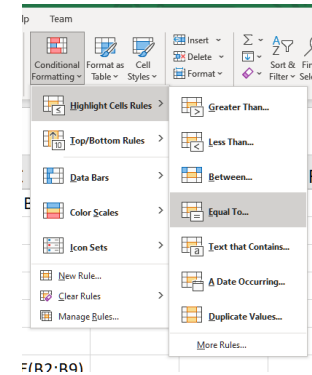 lp Team
Insert
Delete
Format
Conditional Formatting
Format as Table
Cell Styles
Sort & Filter
Fin
Sele
Highlight Cells Rules
Top/Bottom Rules
Data Bars
Color Scales
Icon Sets
New Rule...
Clear Rules
Manage Rules...
Greater Than...
Less Than...
Between...
Equal To...
Text that Contains...
A Date Occurring...
Duplicate Values...
More Rules...
F(B2:B9)